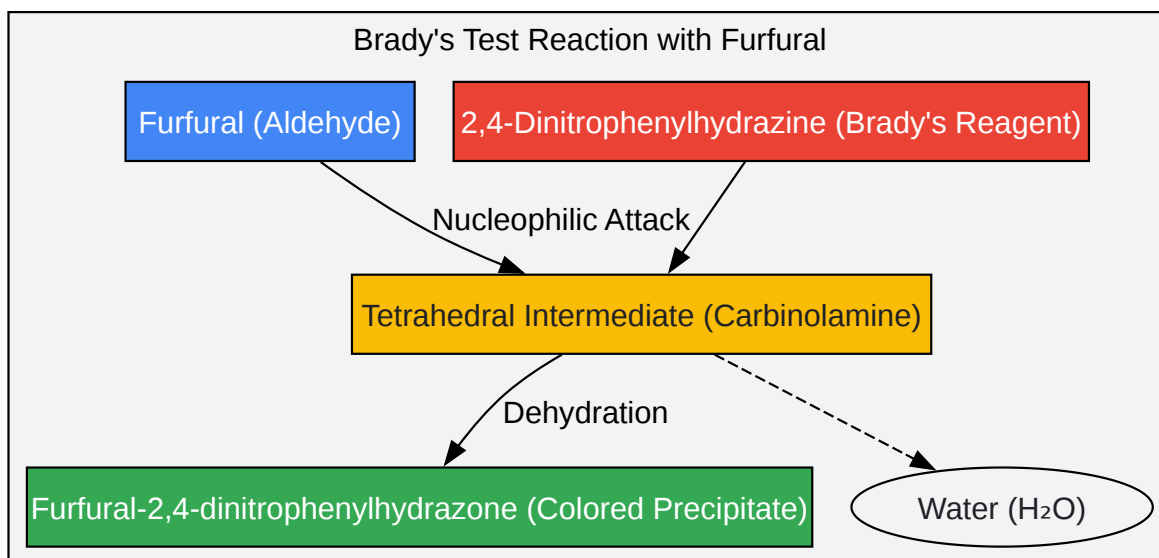 Brady's Test Reaction with Furfural
Furfural (Aldehyde)
2,4-Dinitrophenylhydrazine (Brady's Reagent)
Nucleophilic Attack
Tetrahedral Intermediate (Carbinolamine)
Dehydration
Furfural-2,4-dinitrophenylhydrazone (Colored Precipitate)
Water (H₂O)